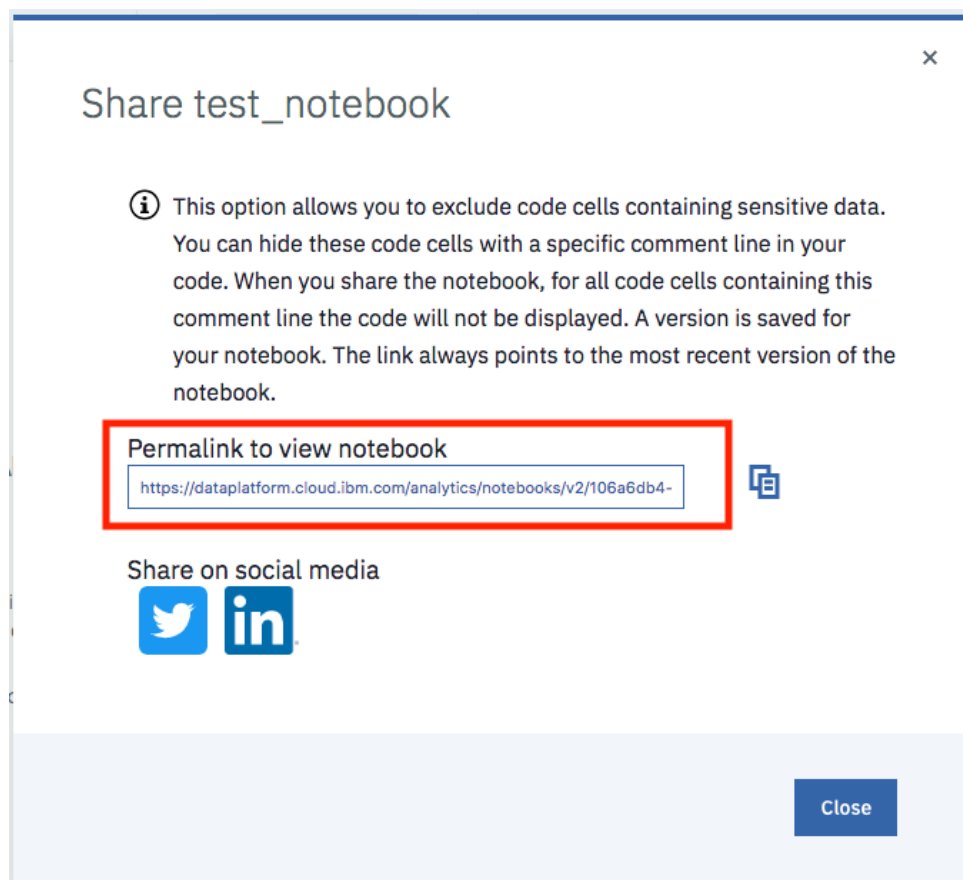 Share test_notebook
This option allows you to exclude code cells containing sensitive data.
You can hide these code cells with a specific comment line in your
code. When you share the notebook, for all code cells containing this
comment line the code will not be displayed. A version is saved for
your notebook. The link always points to the most recent version of the
notebook.
Permalink to view notebook
https://dataplatform.cloud.ibm.com/analytics/notebooks/v2/106a6db4-
Share on social media
in
Close